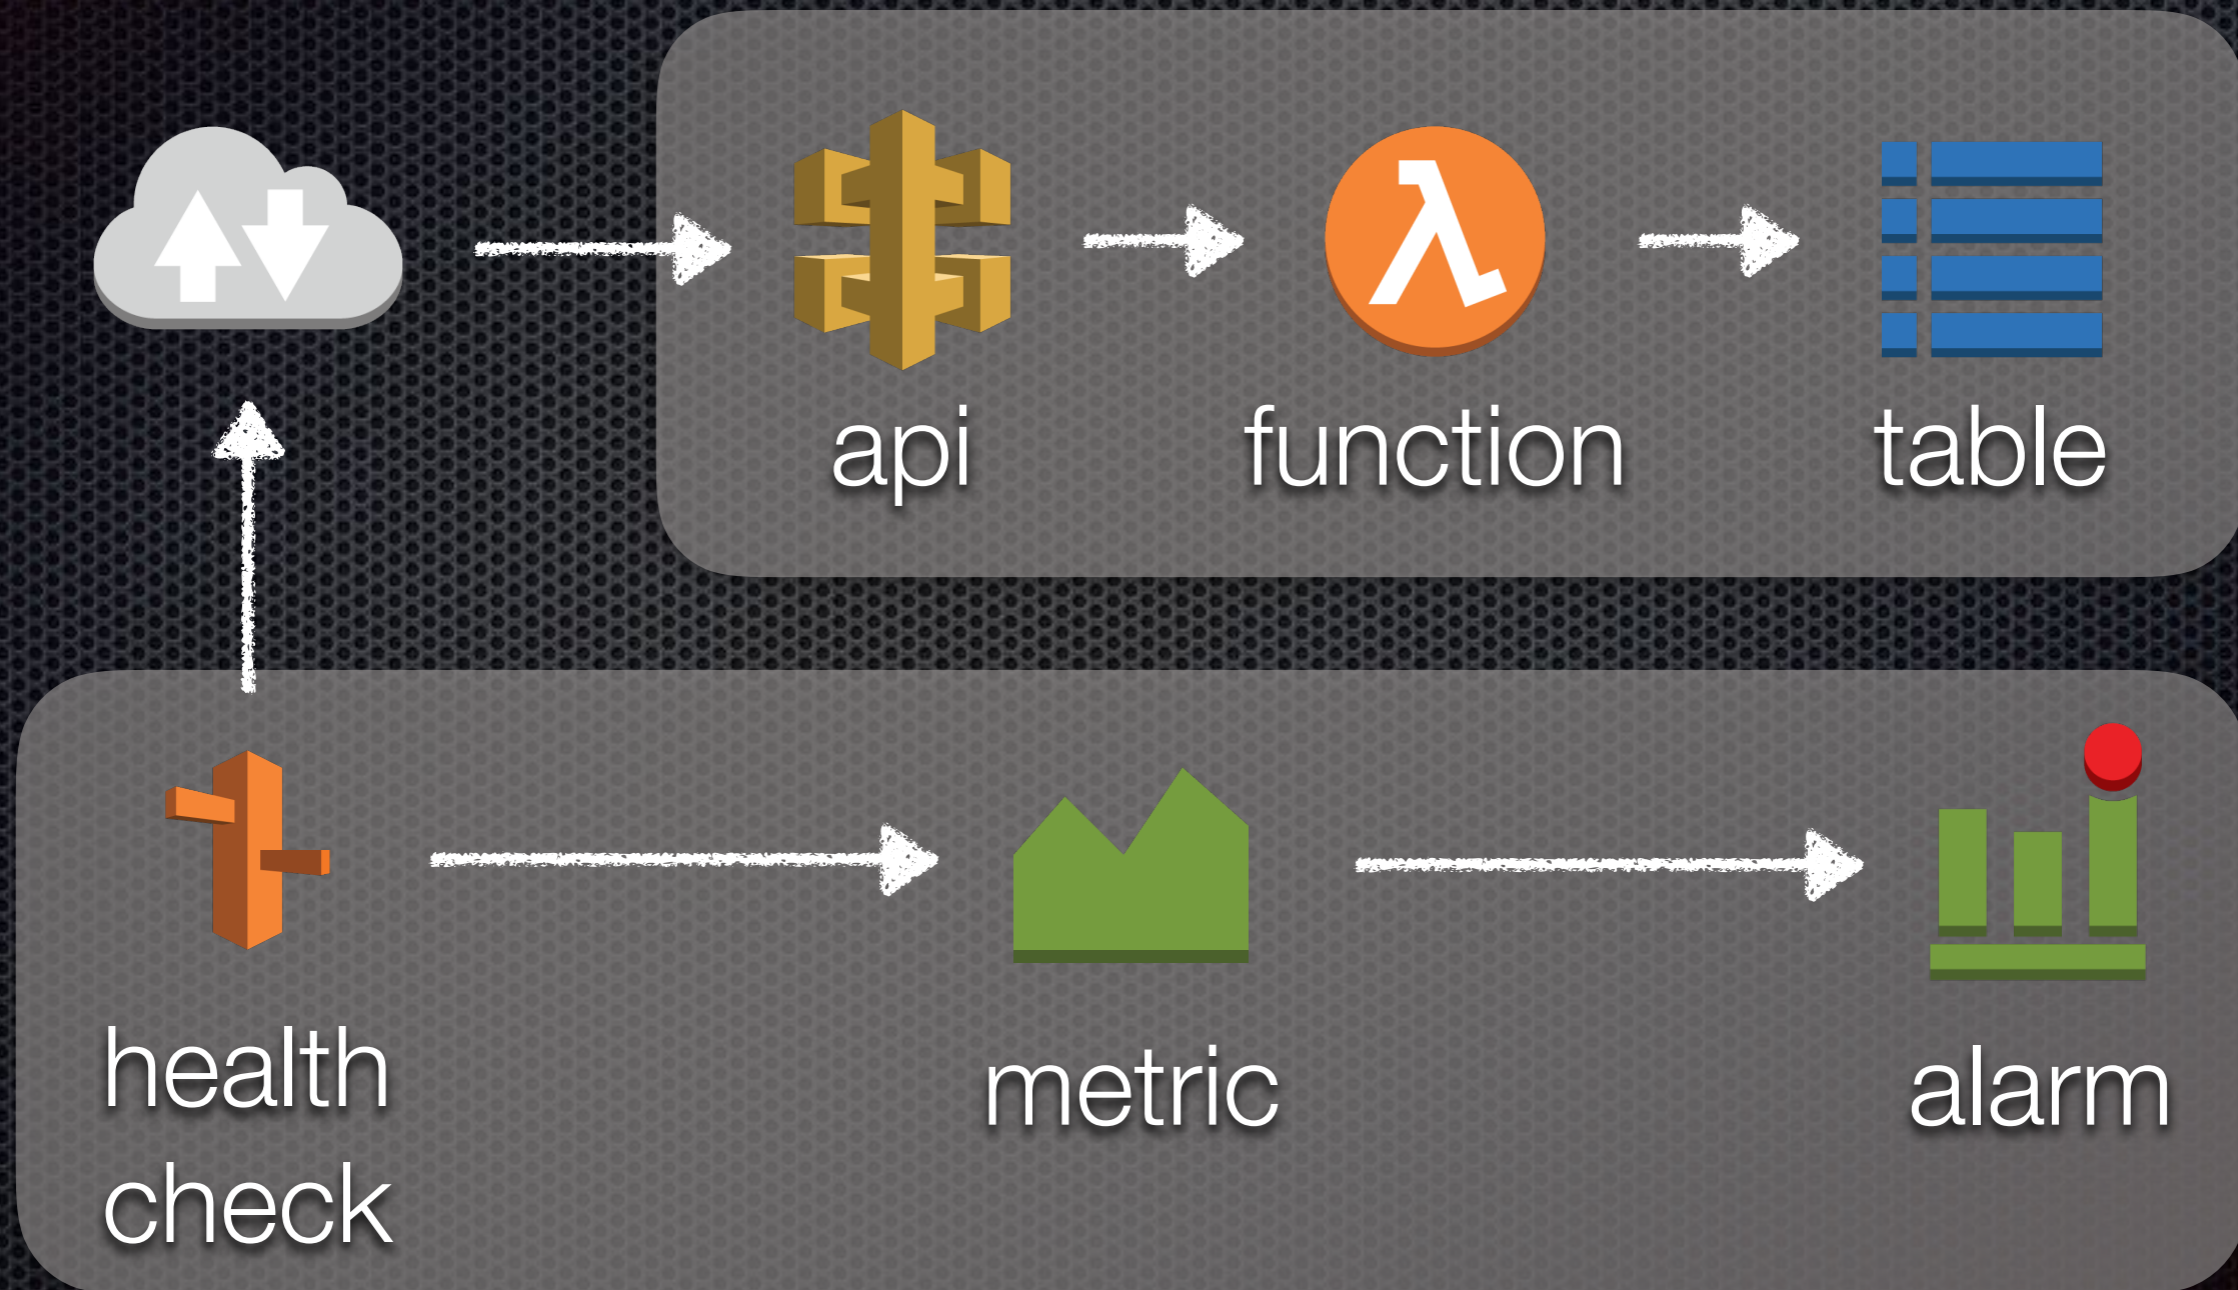 api
function
table
health
check
metric
alarm